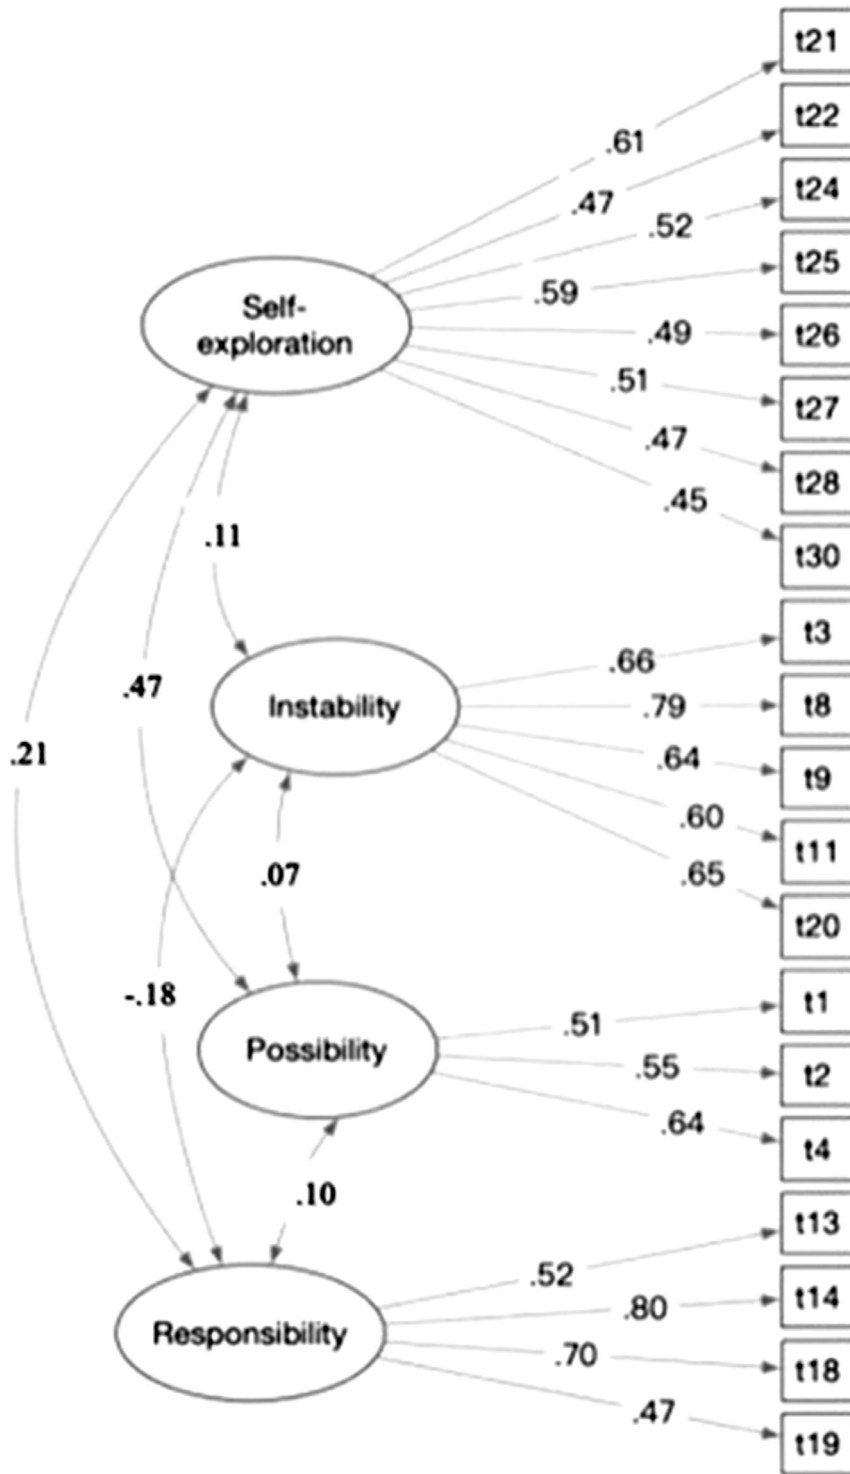 t21
t22
.61
t24
.47
.52
t25
.59
Self-
exploration
t26
.49
t27
.51
.47
t28
.45
.11
t30
t3
.66
.47
Instability
.79
t8
.21
.64
t9
.60
t11
.07
.65
t20
-.18
t1
.51
Possibility
.55
t2
.64
t4
.10
t13
.52
t14
.80
Responsibility
.70
t18
.47
t19